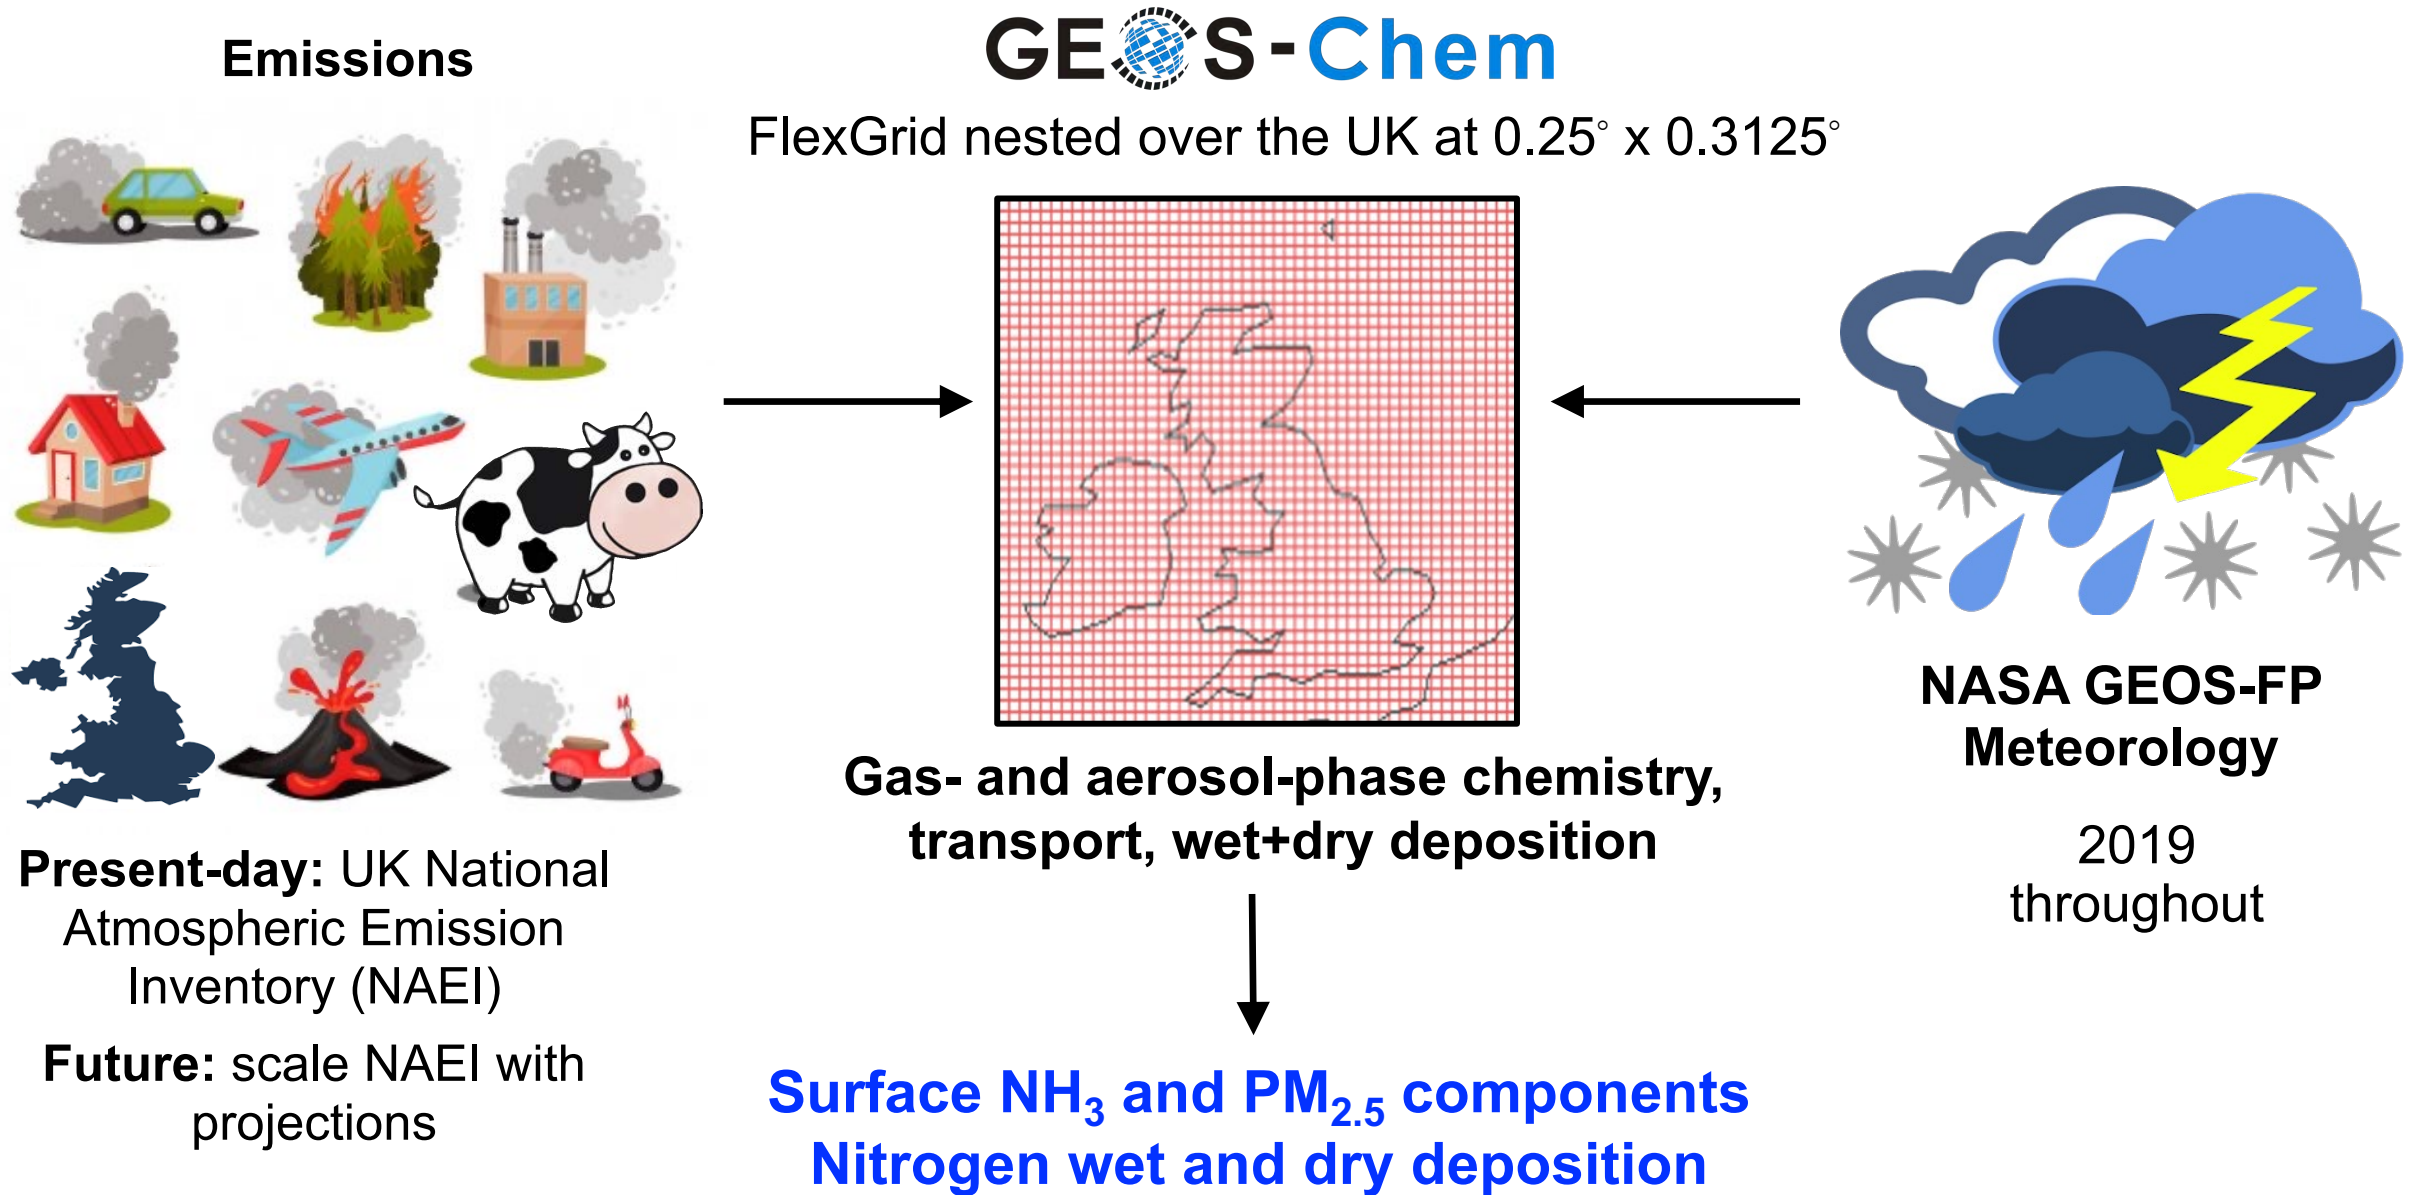 Emissions
GEOS-Chem
FlexGrid nested over the UK at 0.25° x 0.3125°
Present-day: UK National
Atmospheric Emission
Inventory (NAEI)
Future: scale NAEI with
projections
Gas- and aerosol-phase chemistry,
transport, wet+dry deposition
Surface NH₃ and PM₂.₅ components
Nitrogen wet and dry deposition
NASA GEOS-FP
Meteorology
2019
throughout